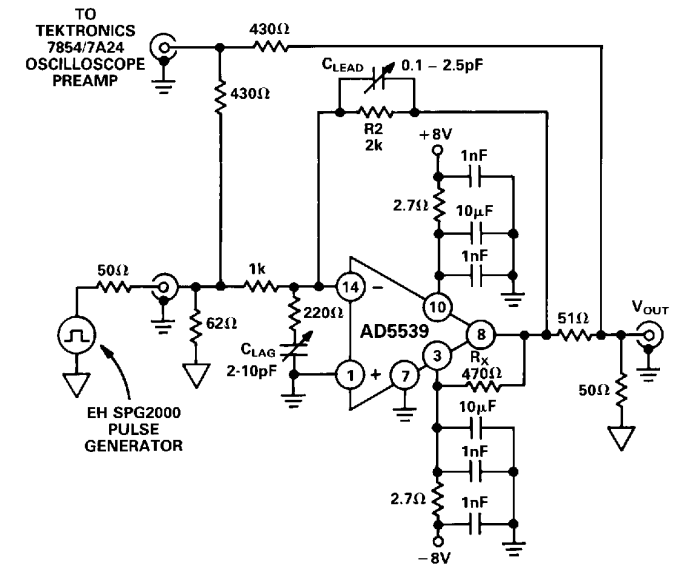 TO
TEKTRONICS
7854/7A24
OSCILLOSCOPE
PREAMP
430Ω
430Ω
CLEAD
0.1 – 2.5pF
R2
2k
+8V
1nF
2.7Ω
10μF
1nF
50Ω
1k
62Ω
220Ω
CLAG
2-10pF
14
–
AD5539
10
8
RX
470Ω
3
7
1
+
51Ω
VOUT
50Ω
EH SPG2000
PULSE
GENERATOR
10μF
1nF
2.7Ω
1nF
–8V